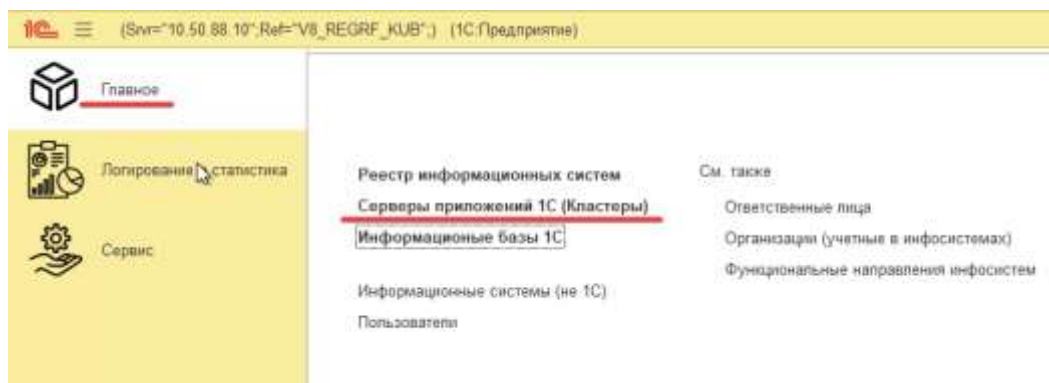 1С (Srvr="10.50.88.10";Ref="V8_REGRF_KUB";) (1С:Предприятие)
Главное
Логирование статистика
Сервис
Реестр информационных систем
Серверы приложений 1С (Кластеры)
Информационые базы 1С
Информационные системы (не 1С)
Пользователи
См. также
Ответственные лица
Организации (учетные в инфосистемах)
Функциональные направления инфосистем